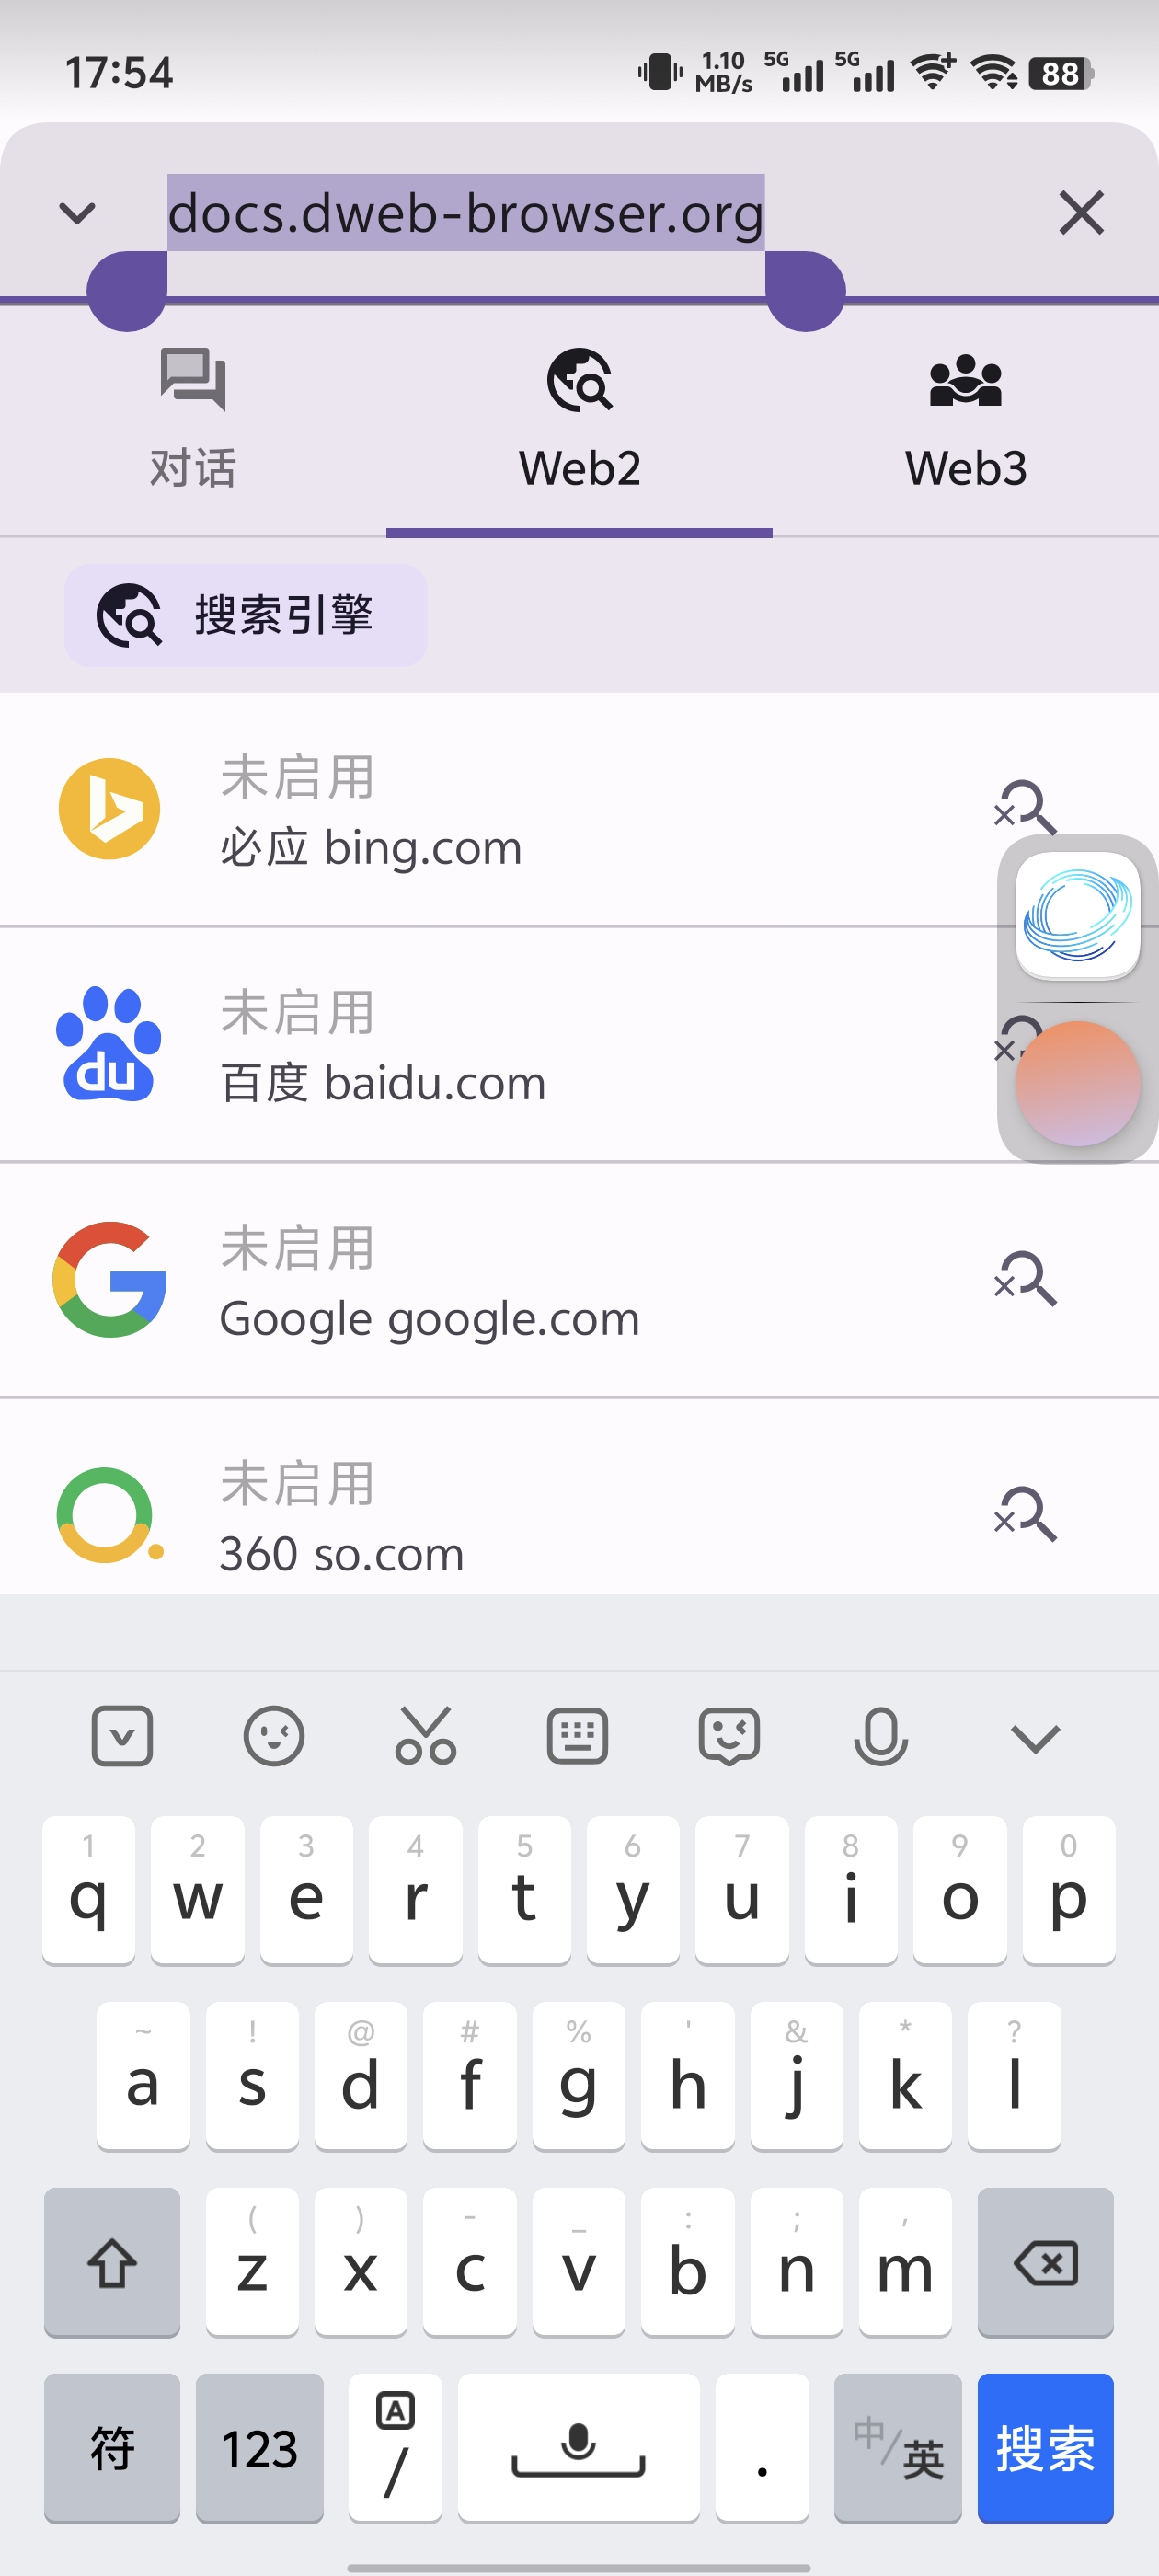 17:54
1.10 MB/s 5G 5G 88
docs.dweb-browser.org
对话 Web2 Web3
搜索引擎
未启用
必应 bing.com
未启用
百度 baidu.com
du
未启用
Google google.com
未启用
360 so.com
1 2 3 4 5 6 7 8 9 0
q w e r t y u i o p
~ ! @ # % ' & * ?
a s d f g h j k l
( ) - _ : ; ,
z x c v b n m
符 123 A / . 中/英 搜索